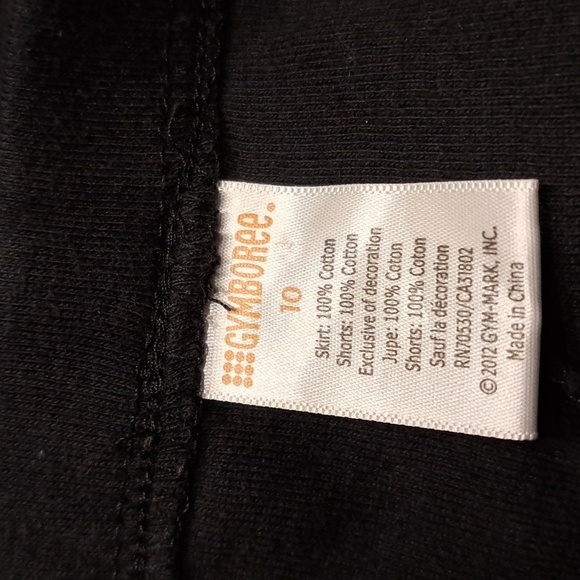 GYMBOREE.
10
Skirt: 100% Cotton
Shorts: 100% Cotton
Exclusive of decoration
Jupe: 100% Coton
Shorts: 100% Coton
Sauf la decoration
RN70530/CA31802
©2012 GYM-MARK, INC.
Made in China